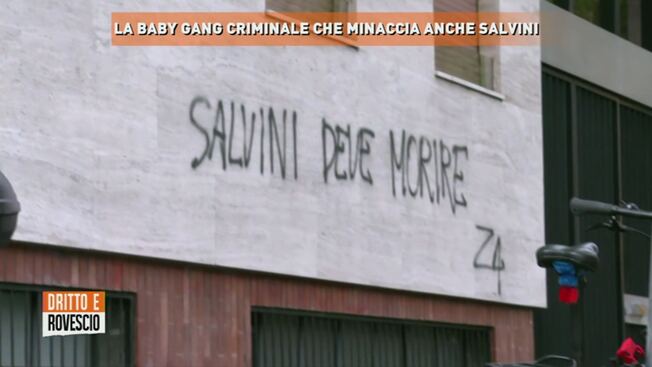 LA BABY GANG CRIMINALE CHE MINACCIA ANCHE SALVINI
SALVINI DEVE MORIRE
Z4
DRITTO E
ROVESCIO